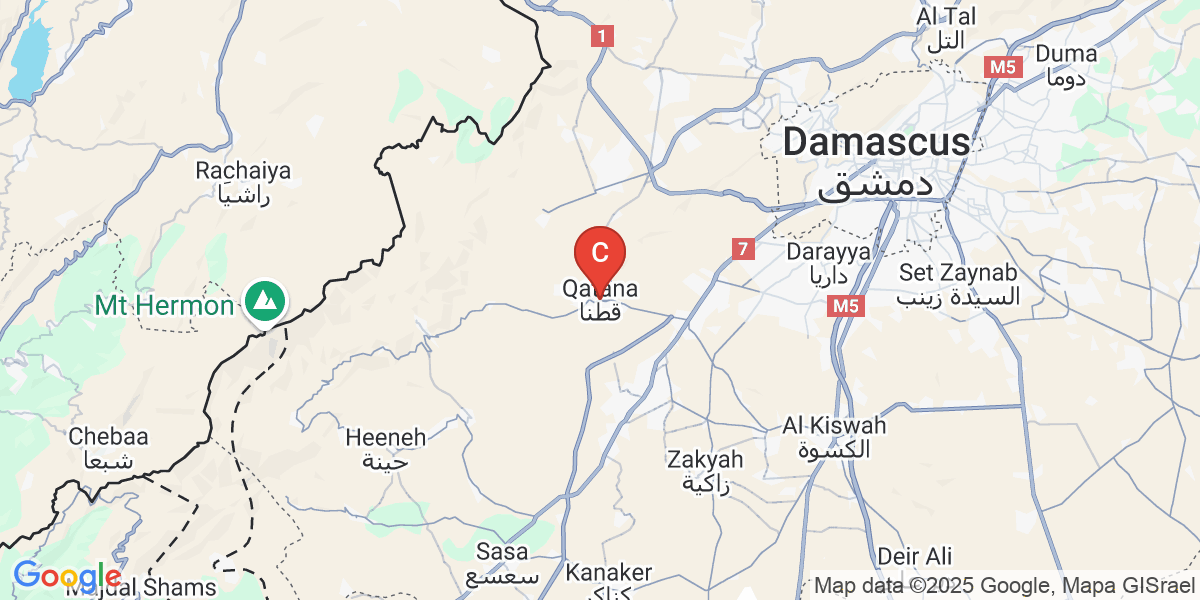 Al Tal
التل
1
Duma
دوما
M5
Damascus
دمشق
Rachaiya
راشيا
C
7
Darayya
داريا
Set Zaynab
السيدة زينب
Qatana
قطنا
Mt Hermon
M5
Chebaa
شبعا
Heeneh
حينة
Al Kiswah
الكسوة
Zakyah
زاكية
Sasa
سعسع
Deir Ali
Kanaker
كناكر
Google
Majdal Shams
Map data ©2025 Google, Mapa GISrael